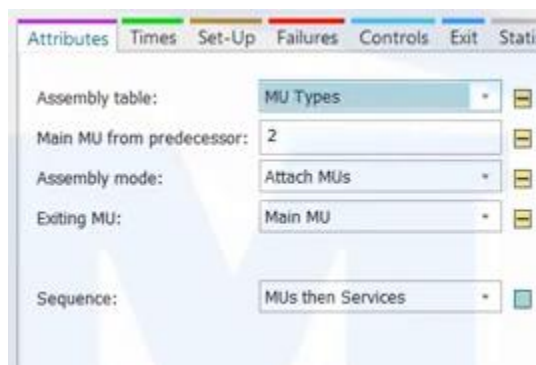 Attributes Times Set-Up Failures Controls Exit
Assembly table: MU Types
Main MU from predecessor: 2
Assembly mode: Attach MUs
Exiting MU: Main MU
Sequence: MUs then Services